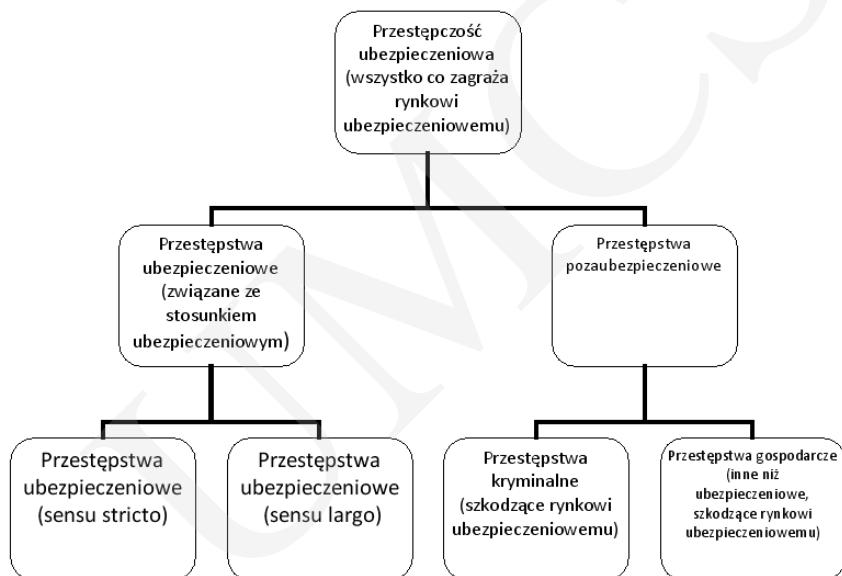 Przestępczość
ubezpieczeniowa
(wszystko co zagraża
rynkowi
ubezpieczeniowemu)
Przestępstwa
ubezpieczeniowe
(związane ze
stosunkiem
ubezpieczeniowym)
Przestępstwa
pozaubezpieczeniowe
Przestępstwa
ubezpieczeniowe
(sensu stricto)
Przestępstwa
ubezpieczeniowe
(sensu largo)
Przestępstwa
kryminalne
(szkodzące rynkowi
ubezpieczeniowemu)
Przestępstwa gospodarcze
(inne niż
ubezpieczeniowe,
szkodzące rynkowi
ubezpieczeniowemu)
UMCS